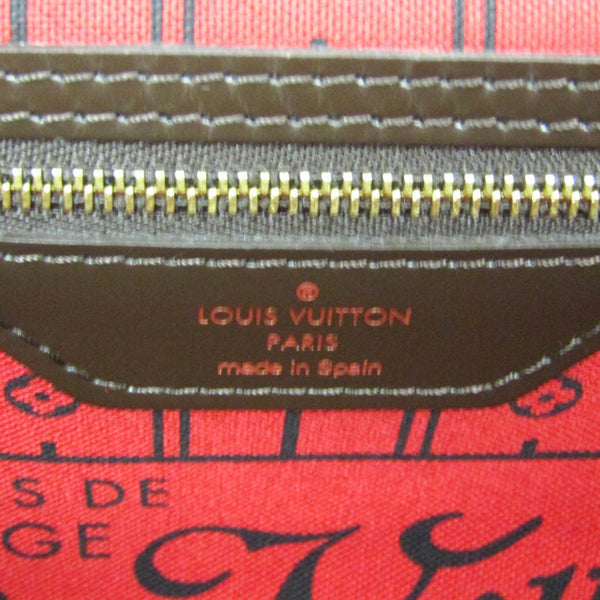 ®
LOUIS VUITTON
PARIS
made in Spain
S DE
GE